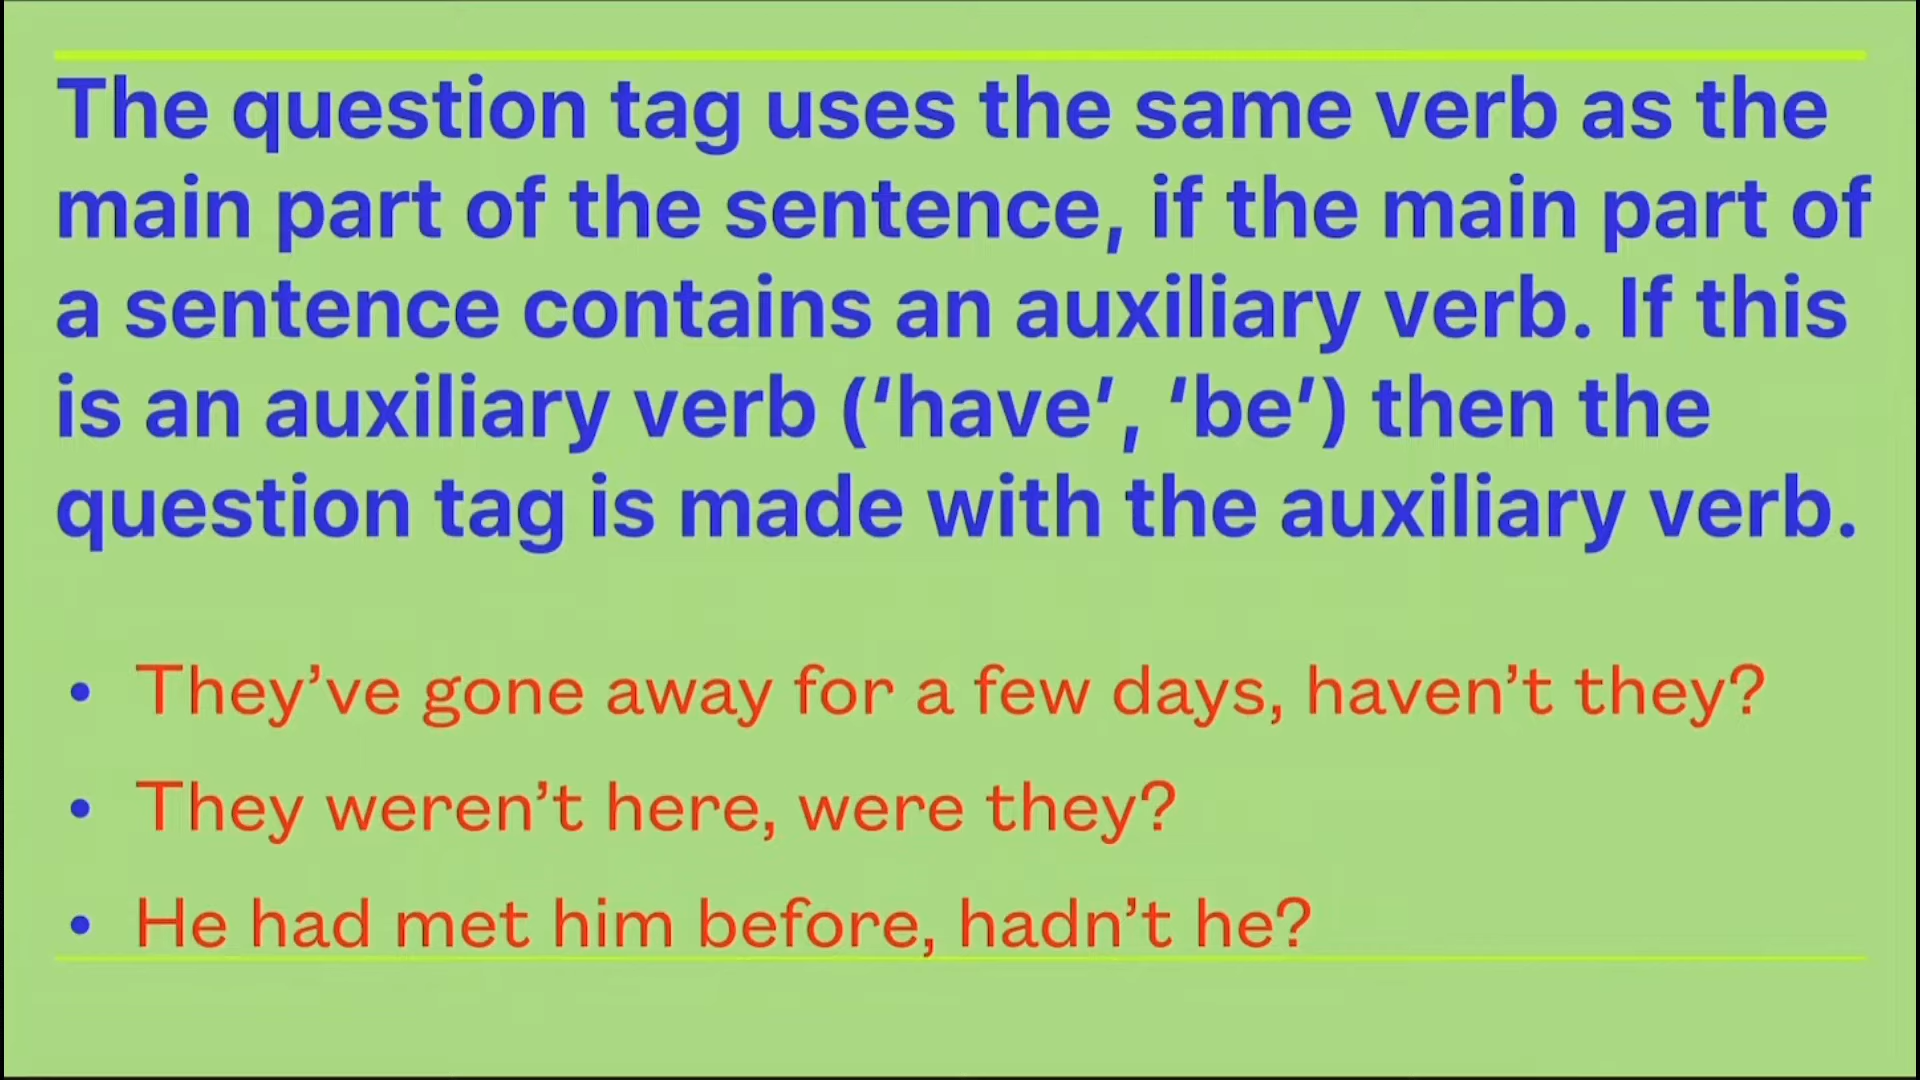 The question tag uses the same verb as the
main part of the sentence, if the main part of
a sentence contains an auxiliary verb. If this
is an auxiliary verb (‘have’, ‘be’) then the
question tag is made with the auxiliary verb.
• They’ve gone away for a few days, haven’t they?
• They weren’t here, were they?
• He had met him before, hadn’t he?